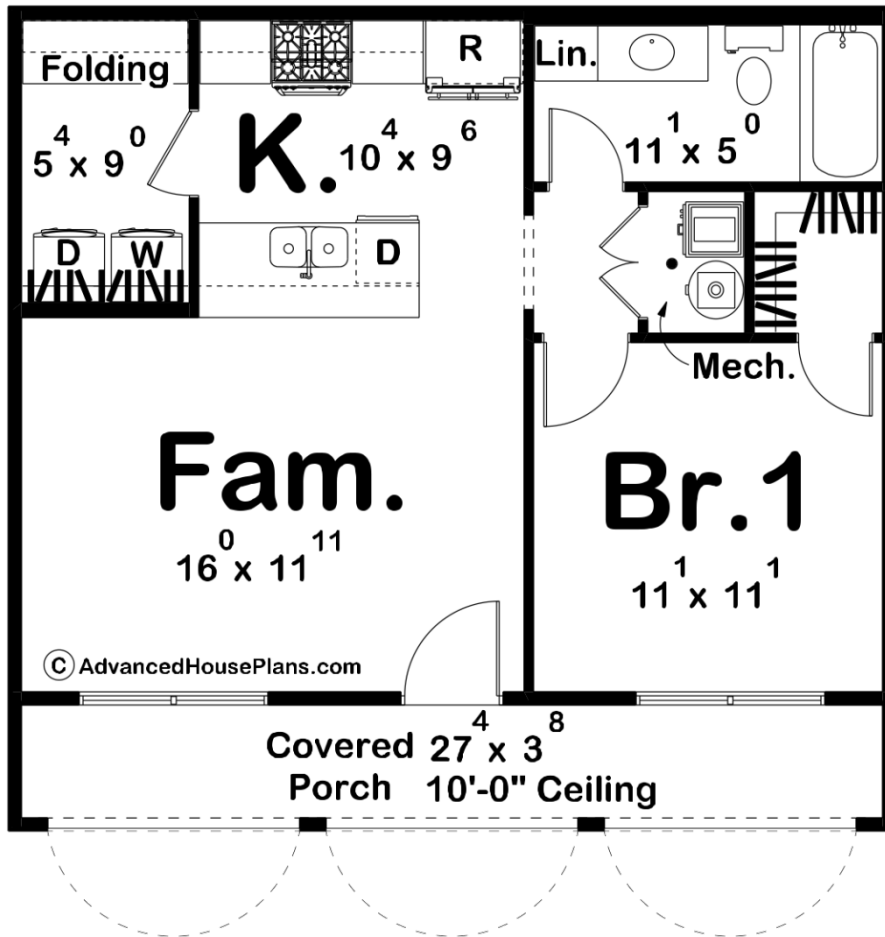 R
Folding
Lin.
5⁴ x 9⁰
K. 10⁴ x 9⁶
11¹ x 5⁰
D W
D
Mech.
Fam.
16⁰ x 11¹¹
Br.1
11¹ x 11¹
© AdvancedHousePlans.com
Covered 27⁴ x 3⁸
Porch 10'-0" Ceiling